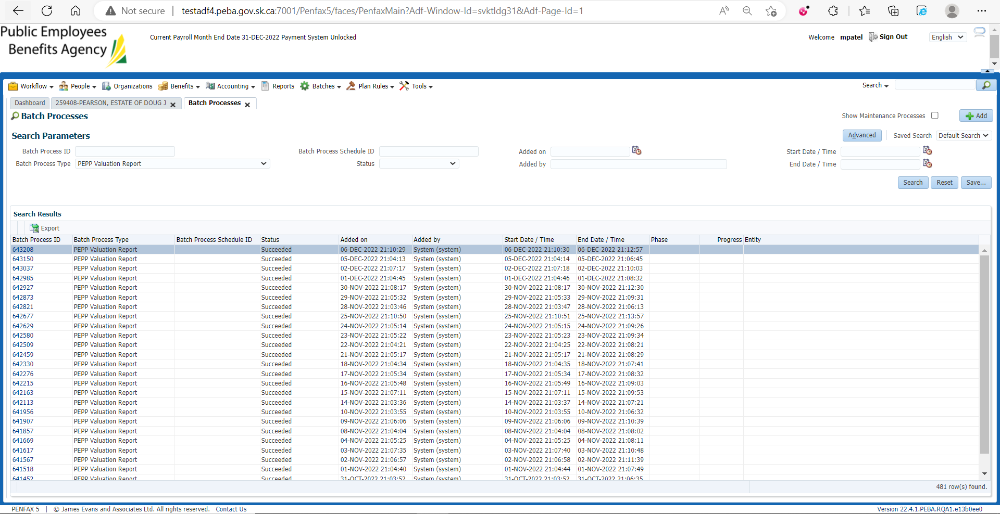 Not secure | testadf4.peba.gov.sk.ca:7001/Penfax5/faces/PenfaxMain?Adf-Window-Id=svktldg31&Adf-Page-Id=1
Public Employees
Benefits Agency
Current Payroll Month End Date 31-DEC-2022 Payment System Unlocked
Welcome mpatel Sign Out English
Workflow People Organizations Benefits Accounting Reports Batches Plan Rules Tools Search
Dashboard 259408-PEARSON, ESTATE OF DOUG J Batch Processes
Batch Processes Show Maintenance Processes Add
Search Parameters Advanced Saved Search Default Search
Batch Process ID Batch Process Schedule ID Added on Start Date / Time
Batch Process Type PEPP Valuation Report Status Added by End Date / Time
Search Reset Save...
Search Results
Export
Batch Process ID Batch Process Type Batch Process Schedule ID Status Added on Added by Start Date / Time End Date / Time Phase Progress Entity
643208 PEPP Valuation Report Succeeded 06-DEC-2022 21:10:29 System (system) 06-DEC-2022 21:10:30 06-DEC-2022 21:12:57
643150 PEPP Valuation Report Succeeded 05-DEC-2022 21:04:13 System (system) 05-DEC-2022 21:04:14 05-DEC-2022 21:06:45
643037 PEPP Valuation Report Succeeded 02-DEC-2022 21:07:17 System (system) 02-DEC-2022 21:07:18 02-DEC-2022 21:10:03
642985 PEPP Valuation Report Succeeded 01-DEC-2022 21:04:45 System (system) 01-DEC-2022 21:04:46 01-DEC-2022 21:08:32
642927 PEPP Valuation Report Succeeded 30-NOV-2022 21:08:17 System (system) 30-NOV-2022 21:08:17 30-NOV-2022 21:12:30
642873 PEPP Valuation Report Succeeded 29-NOV-2022 21:05:32 System (system) 29-NOV-2022 21:05:33 29-NOV-2022 21:09:31
642821 PEPP Valuation Report Succeeded 28-NOV-2022 21:03:46 System (system) 28-NOV-2022 21:03:47 28-NOV-2022 21:06:13
642677 PEPP Valuation Report Succeeded 25-NOV-2022 21:10:50 System (system) 25-NOV-2022 21:10:51 25-NOV-2022 21:13:57
642629 PEPP Valuation Report Succeeded 24-NOV-2022 21:05:14 System (system) 24-NOV-2022 21:05:15 24-NOV-2022 21:09:26
642580 PEPP Valuation Report Succeeded 23-NOV-2022 21:05:22 System (system) 23-NOV-2022 21:05:23 23-NOV-2022 21:09:34
642509 PEPP Valuation Report Succeeded 22-NOV-2022 21:04:21 System (system) 22-NOV-2022 21:04:25 22-NOV-2022 21:08:21
642459 PEPP Valuation Report Succeeded 21-NOV-2022 21:05:17 System (system) 21-NOV-2022 21:05:17 21-NOV-2022 21:08:29
642330 PEPP Valuation Report Succeeded 18-NOV-2022 21:04:34 System (system) 18-NOV-2022 21:04:35 18-NOV-2022 21:07:41
642276 PEPP Valuation Report Succeeded 17-NOV-2022 21:05:34 System (system) 17-NOV-2022 21:05:34 17-NOV-2022 21:08:32
642215 PEPP Valuation Report Succeeded 16-NOV-2022 21:05:48 System (system) 16-NOV-2022 21:05:49 16-NOV-2022 21:09:03
642163 PEPP Valuation Report Succeeded 15-NOV-2022 21:07:11 System (system) 15-NOV-2022 21:07:11 15-NOV-2022 21:09:53
642113 PEPP Valuation Report Succeeded 14-NOV-2022 21:03:36 System (system) 14-NOV-2022 21:03:37 14-NOV-2022 21:07:21
641956 PEPP Valuation Report Succeeded 10-NOV-2022 21:03:55 System (system) 10-NOV-2022 21:03:55 10-NOV-2022 21:06:32
641907 PEPP Valuation Report Succeeded 09-NOV-2022 21:06:06 System (system) 09-NOV-2022 21:06:06 09-NOV-2022 21:10:39
641857 PEPP Valuation Report Succeeded 08-NOV-2022 21:04:04 System (system) 08-NOV-2022 21:04:04 08-NOV-2022 21:08:02
641669 PEPP Valuation Report Succeeded 04-NOV-2022 21:05:25 System (system) 04-NOV-2022 21:05:25 04-NOV-2022 21:08:11
641617 PEPP Valuation Report Succeeded 03-NOV-2022 21:07:35 System (system) 03-NOV-2022 21:07:40 03-NOV-2022 21:10:48
641567 PEPP Valuation Report Succeeded 02-NOV-2022 21:06:57 System (system) 02-NOV-2022 21:06:58 02-NOV-2022 21:11:39
641518 PEPP Valuation Report Succeeded 01-NOV-2022 21:04:40 System (system) 01-NOV-2022 21:04:44 01-NOV-2022 21:07:49
641452 PEPP Valuation Report Succeeded 31-OCT-2022 21:03:52 System (system) 31-OCT-2022 21:03:52 31-OCT-2022 21:06:35
481 row(s) found.
PENFAX 5 | © James Evans and Associates Ltd. All rights reserved. Contact Us Version 22.4.1.PEBA.RQA1.e13b0ee0